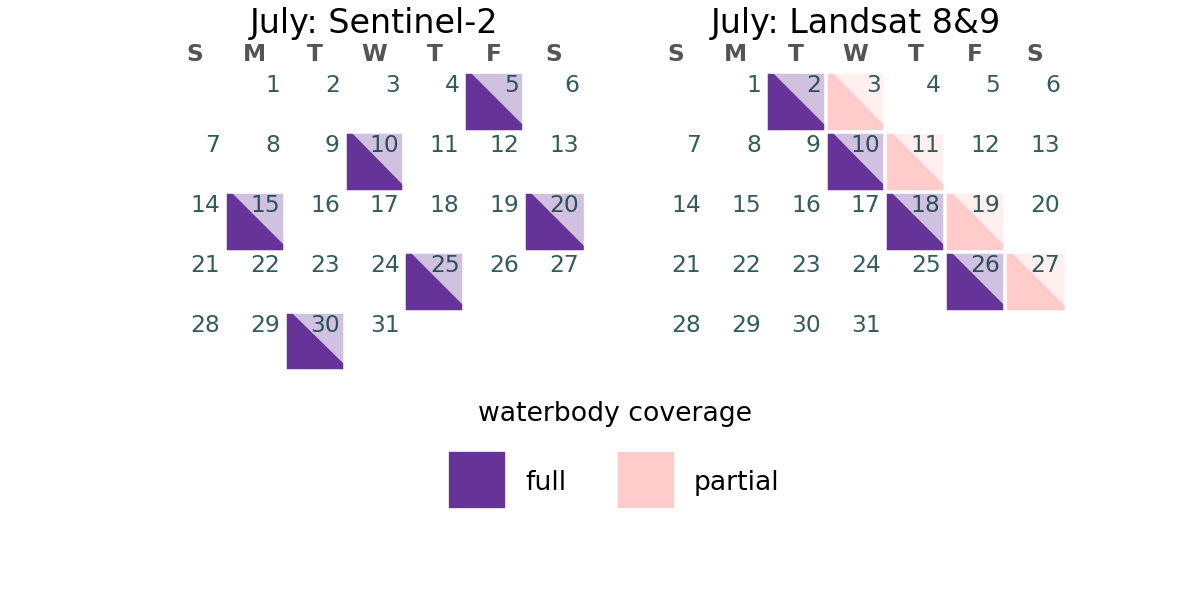 July: Sentinel-2
S M T W T F S
1 2 3 4 5 6
7 8 9 10 11 12 13
14 15 16 17 18 19 20
21 22 23 24 25 26 27
28 29 30 31
July: Landsat 8&9
S M T W T F S
1 2 3 4 5 6
7 8 9 10 11 12 13
14 15 16 17 18 19 20
21 22 23 24 25 26 27
28 29 30 31
waterbody coverage
full
partial